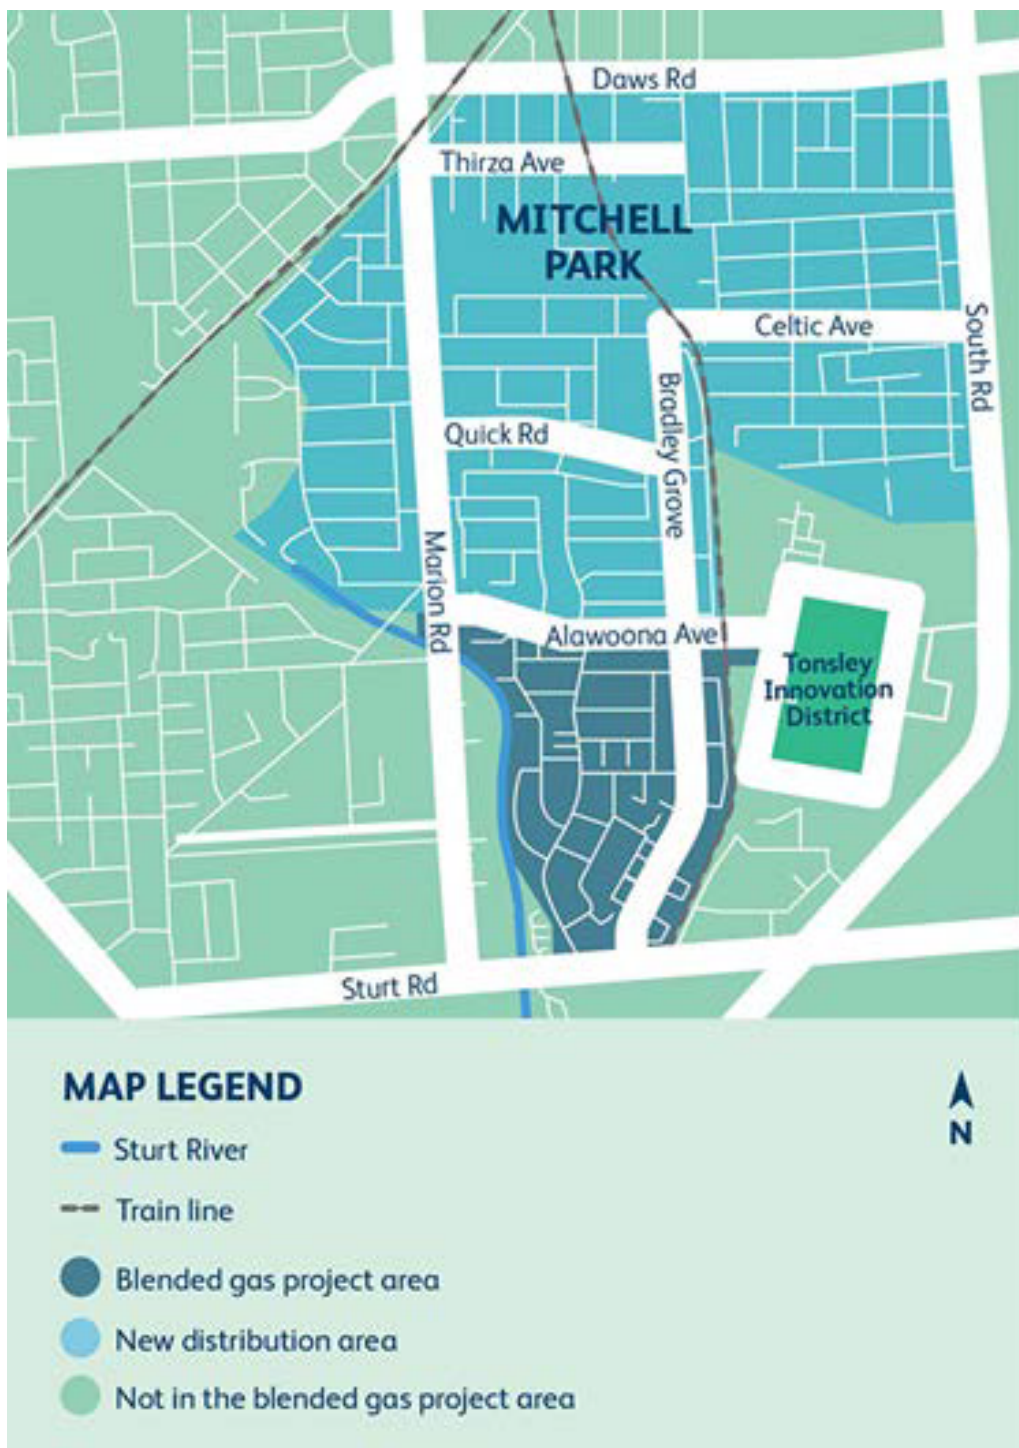 Daws Rd
Thirza Ave
MITCHELL
PARK
Celtic Ave
South Rd
Bradley Grove
Quick Rd
Marion Rd
Alawoona Ave
Tonsley
Innovation
District
Sturt Rd
MAP LEGEND
N
Sturt River
Train line
Blended gas project area
New distribution area
Not in the blended gas project area